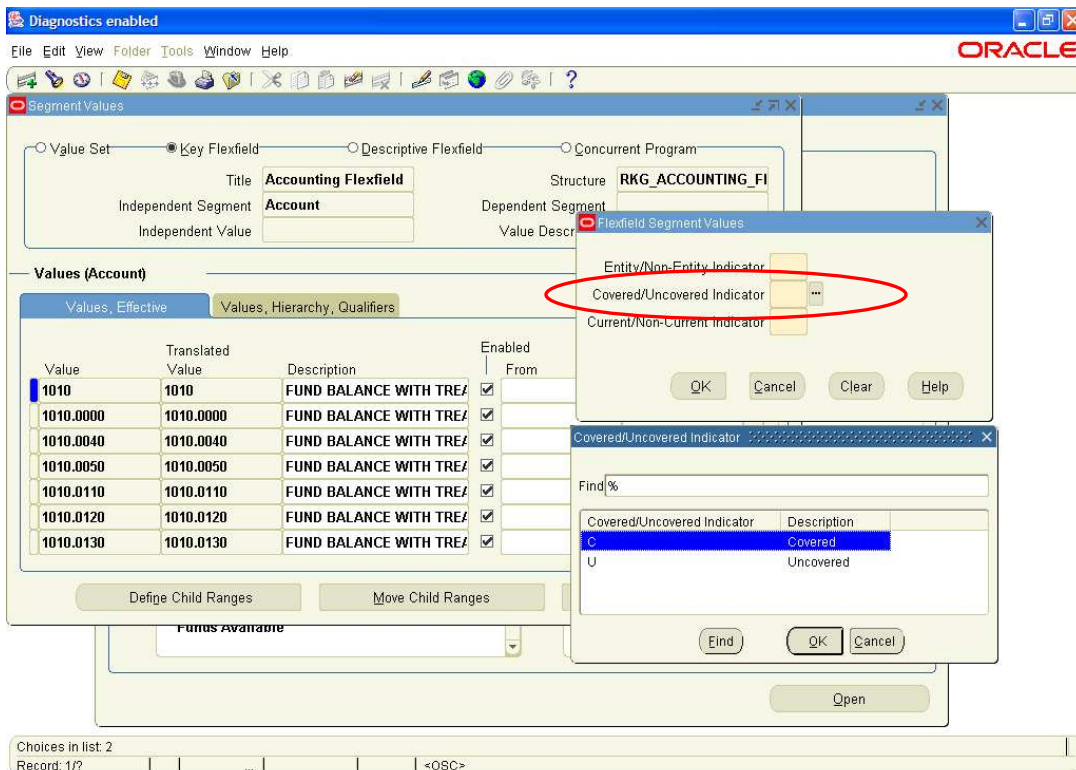 Diagnostics enabled
File Edit View Folder Tools Window Help
ORACLE
Segment Values
Value Set Key Flexfield Descriptive Flexfield Concurrent Program
Title Accounting Flexfield Structure RKG_ACCOUNTING_FI
Independent Segment Account Dependent Segment
Independent Value Value Descr
Flexfield Segment Values
Entity/Non-Entity Indicator
Covered/Uncovered Indicator ...
Current/Non-Current Indicator
OK Cancel Clear Help
Values (Account)
Values, Effective Values, Hierarchy, Qualifiers
Translated Enabled
Value Value Description From
1010 1010 FUND BALANCE WITH TREA
1010.0000 1010.0000 FUND BALANCE WITH TREA
1010.0040 1010.0040 FUND BALANCE WITH TREA
1010.0050 1010.0050 FUND BALANCE WITH TREA
1010.0110 1010.0110 FUND BALANCE WITH TREA
1010.0120 1010.0120 FUND BALANCE WITH TREA
1010.0130 1010.0130 FUND BALANCE WITH TREA
Covered/Uncovered Indicator
Find %
Covered/Uncovered Indicator Description
C Covered
U Uncovered
Find OK Cancel
Define Child Ranges Move Child Ranges
Funds Available
Open
Choices in list: 2
Record: 1/? ... <OSC>